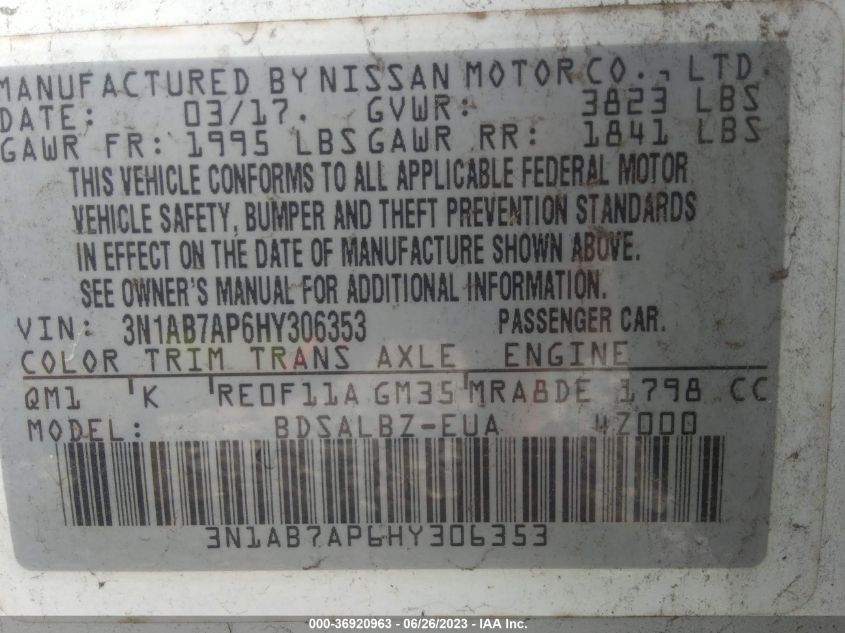 MANUFACTURED BY NISSAN MOTOR CO., LTD.
DATE: 03/17. GVWR: 3823 LBS
GAWR FR: 1995 LBS GAWR RR: 1841 LBS
THIS VEHICLE CONFORMS TO ALL APPLICABLE FEDERAL MOTOR
VEHICLE SAFETY, BUMPER AND THEFT PREVENTION STANDARDS
IN EFFECT ON THE DATE OF MANUFACTURE SHOWN ABOVE.
SEE OWNER'S MANUAL FOR ADDITIONAL INFORMATION.
VIN: 3N1AB7AP6HY306353 PASSENGER CAR.
COLOR TRIM TRANS AXLE ENGINE
QM1 K RE0F11A GM35 MRA8DE 1798 CC
MODEL: BDSALBZ-EUA 4Z000
3N1AB7AP6HY306353
000-36920963 - 06/26/2023 - IAA Inc.